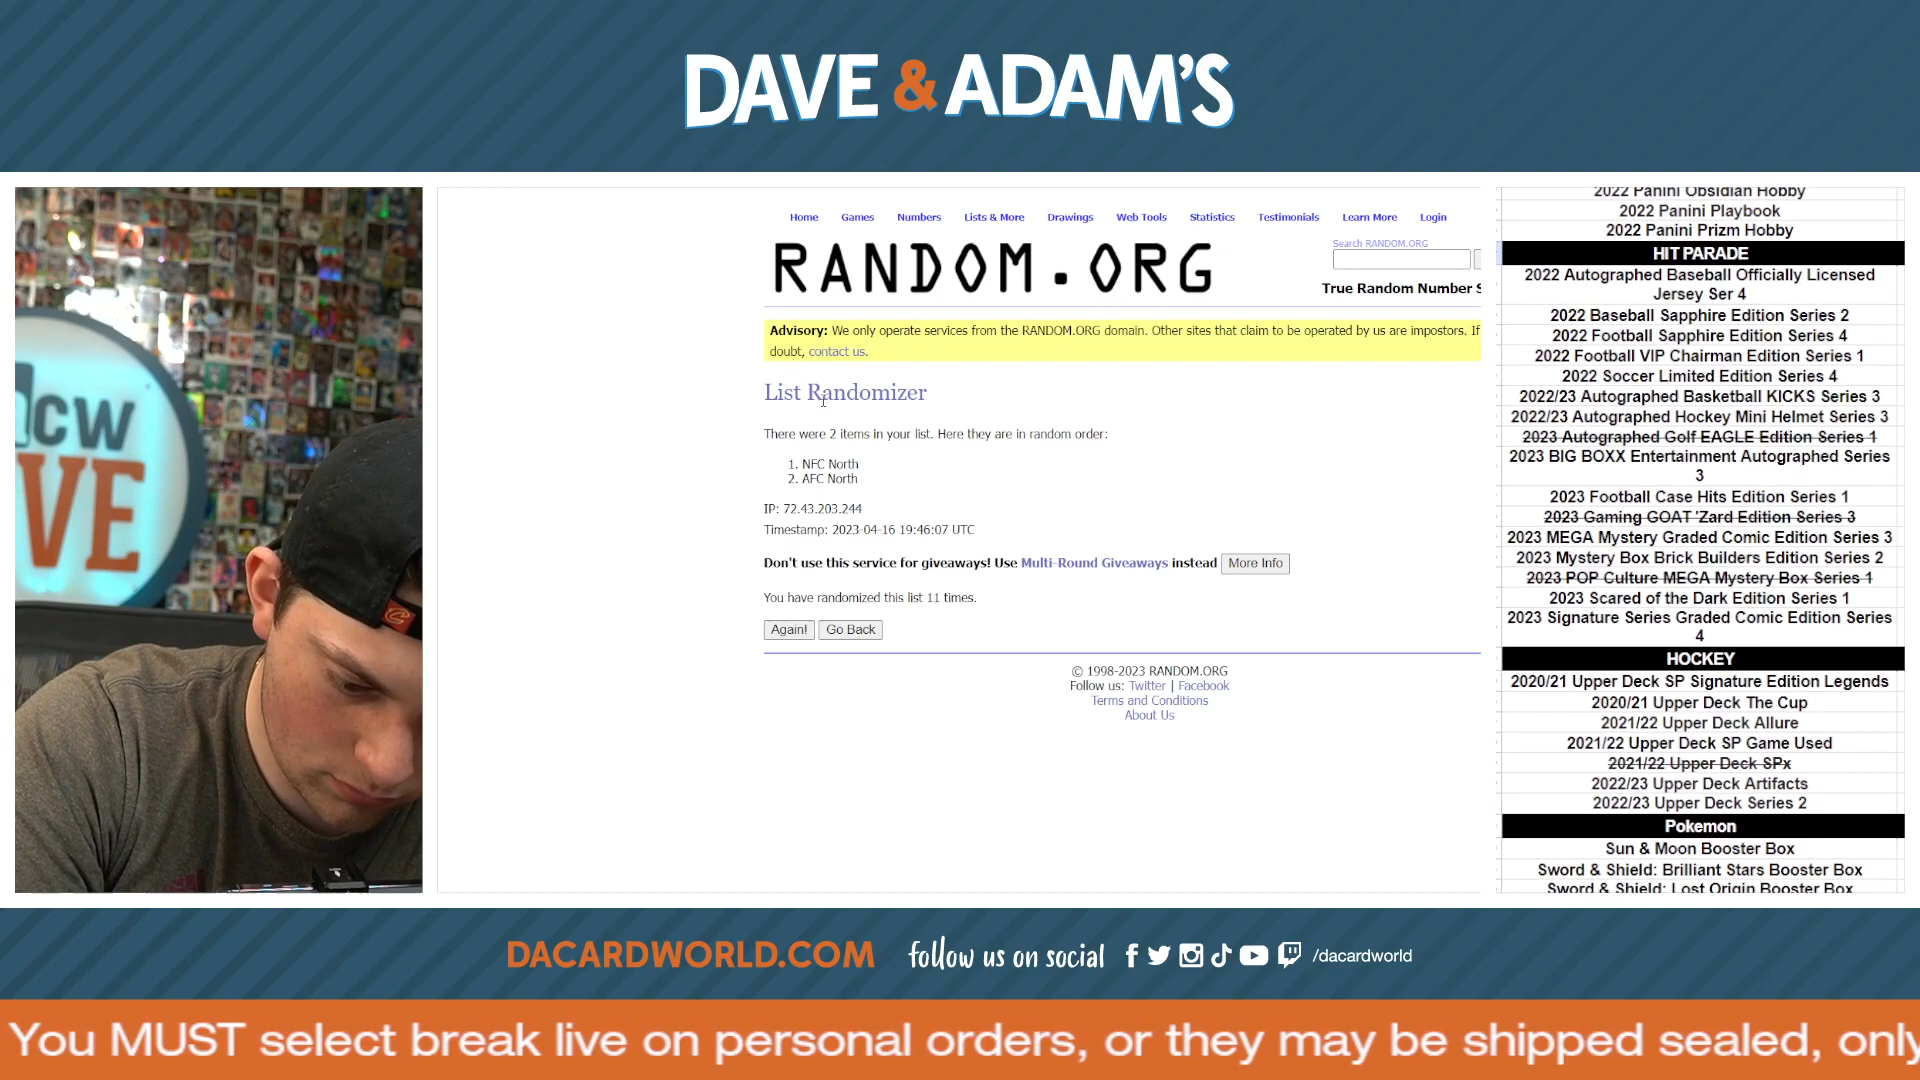 DAVE & ADAM'S
CW
VE
Home Games Numbers Lists & More Drawings Web Tools Statistics Testimonials Learn More Login
RANDOM.ORG
Search RANDOM.ORG
True Random Number S
Advisory: We only operate services from the RANDOM.ORG domain. Other sites that claim to be operated by us are impostors. If
doubt, contact us.
List Randomizer
There were 2 items in your list. Here they are in random order:
1. NFC North
2. AFC North
IP: 72.43.203.244
Timestamp: 2023-04-16 19:46:07 UTC
Don't use this service for giveaways! Use Multi-Round Giveaways instead More Info
You have randomized this list 11 times.
Again! Go Back
© 1998-2023 RANDOM.ORG
Follow us: Twitter | Facebook
Terms and Conditions
About Us
2022 Panini Obsidian Hobby
2022 Panini Playbook
2022 Panini Prizm Hobby
HIT PARADE
2022 Autographed Baseball Officially Licensed
Jersey Ser 4
2022 Baseball Sapphire Edition Series 2
2022 Football Sapphire Edition Series 4
2022 Football VIP Chairman Edition Series 1
2022 Soccer Limited Edition Series 4
2022/23 Autographed Basketball KICKS Series 3
2022/23 Autographed Hockey Mini Helmet Series 3
2023 Autographed Golf EAGLE Edition Series 1
2023 BIG BOXX Entertainment Autographed Series
3
2023 Football Case Hits Edition Series 1
2023 Gaming GOAT 'Zard Edition Series 3
2023 MEGA Mystery Graded Comic Edition Series 3
2023 Mystery Box Brick Builders Edition Series 2
2023 POP Culture MEGA Mystery Box Series 1
2023 Scared of the Dark Edition Series 1
2023 Signature Series Graded Comic Edition Series
4
HOCKEY
2020/21 Upper Deck SP Signature Edition Legends
2020/21 Upper Deck The Cup
2021/22 Upper Deck Allure
2021/22 Upper Deck SP Game Used
2021/22 Upper Deck SPx
2022/23 Upper Deck Artifacts
2022/23 Upper Deck Series 2
Pokemon
Sun & Moon Booster Box
Sword & Shield: Brilliant Stars Booster Box
Sword & Shield: Lost Origin Booster Box
DACARDWORLD.COM follow us on social /dacardworld
You MUST select break live on personal orders, or they may be shipped sealed, only